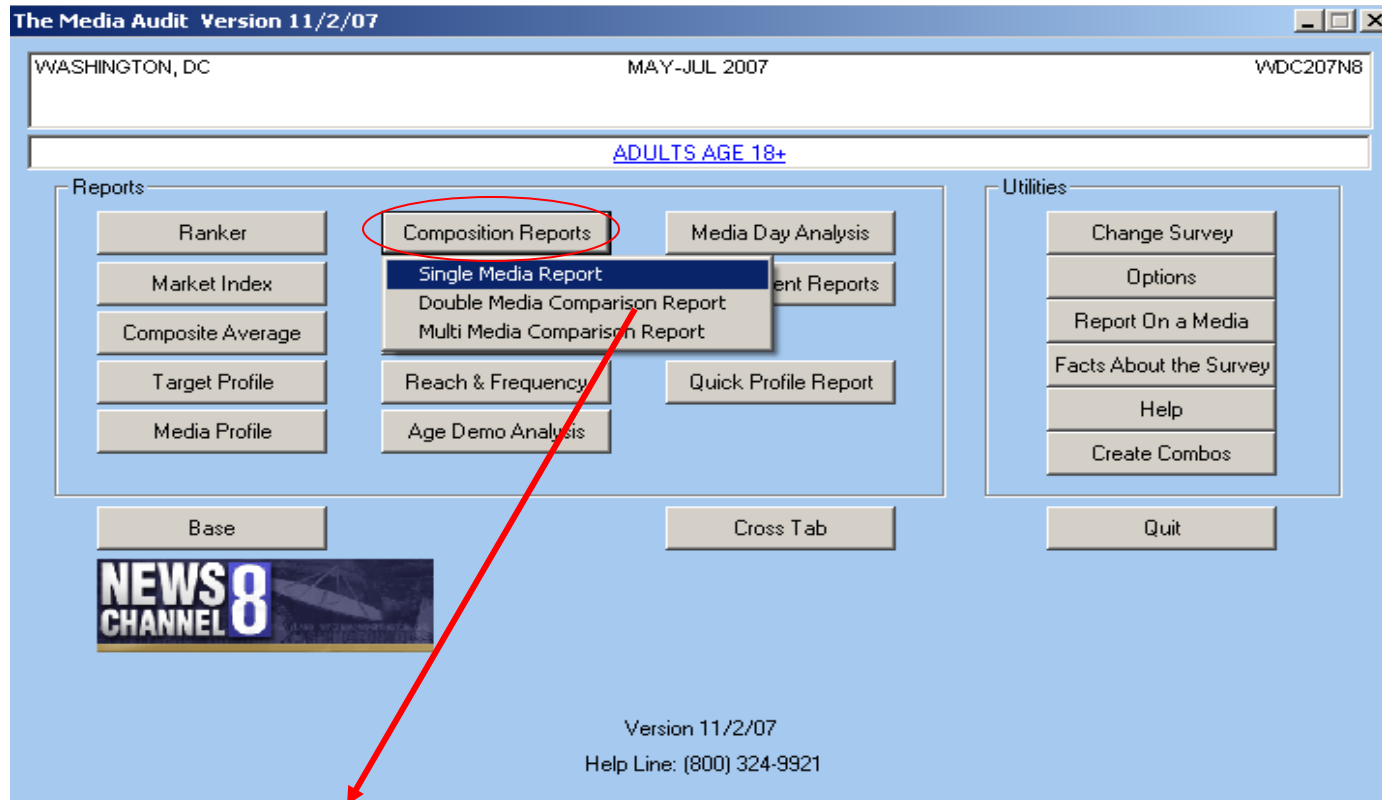 The Media Audit Version 11/2/07
WASHINGTON, DC MAY-JUL 2007 WDC207N8
ADULTS AGE 18+
Reports
Utilities
Ranker
Composition Reports
Media Day Analysis
Change Survey
Market Index
Single Media Report
ent Reports
Options
Double Media Comparison Report
Composite Average
Multi Media Comparison Report
Report On a Media
Target Profile
Reach & Frequency
Quick Profile Report
Facts About the Survey
Media Profile
Age Demo Analysis
Help
Create Combos
Base
Cross Tab
Quit
NEWS 8
CHANNEL
Version 11/2/07
Help Line: (800) 324-9921